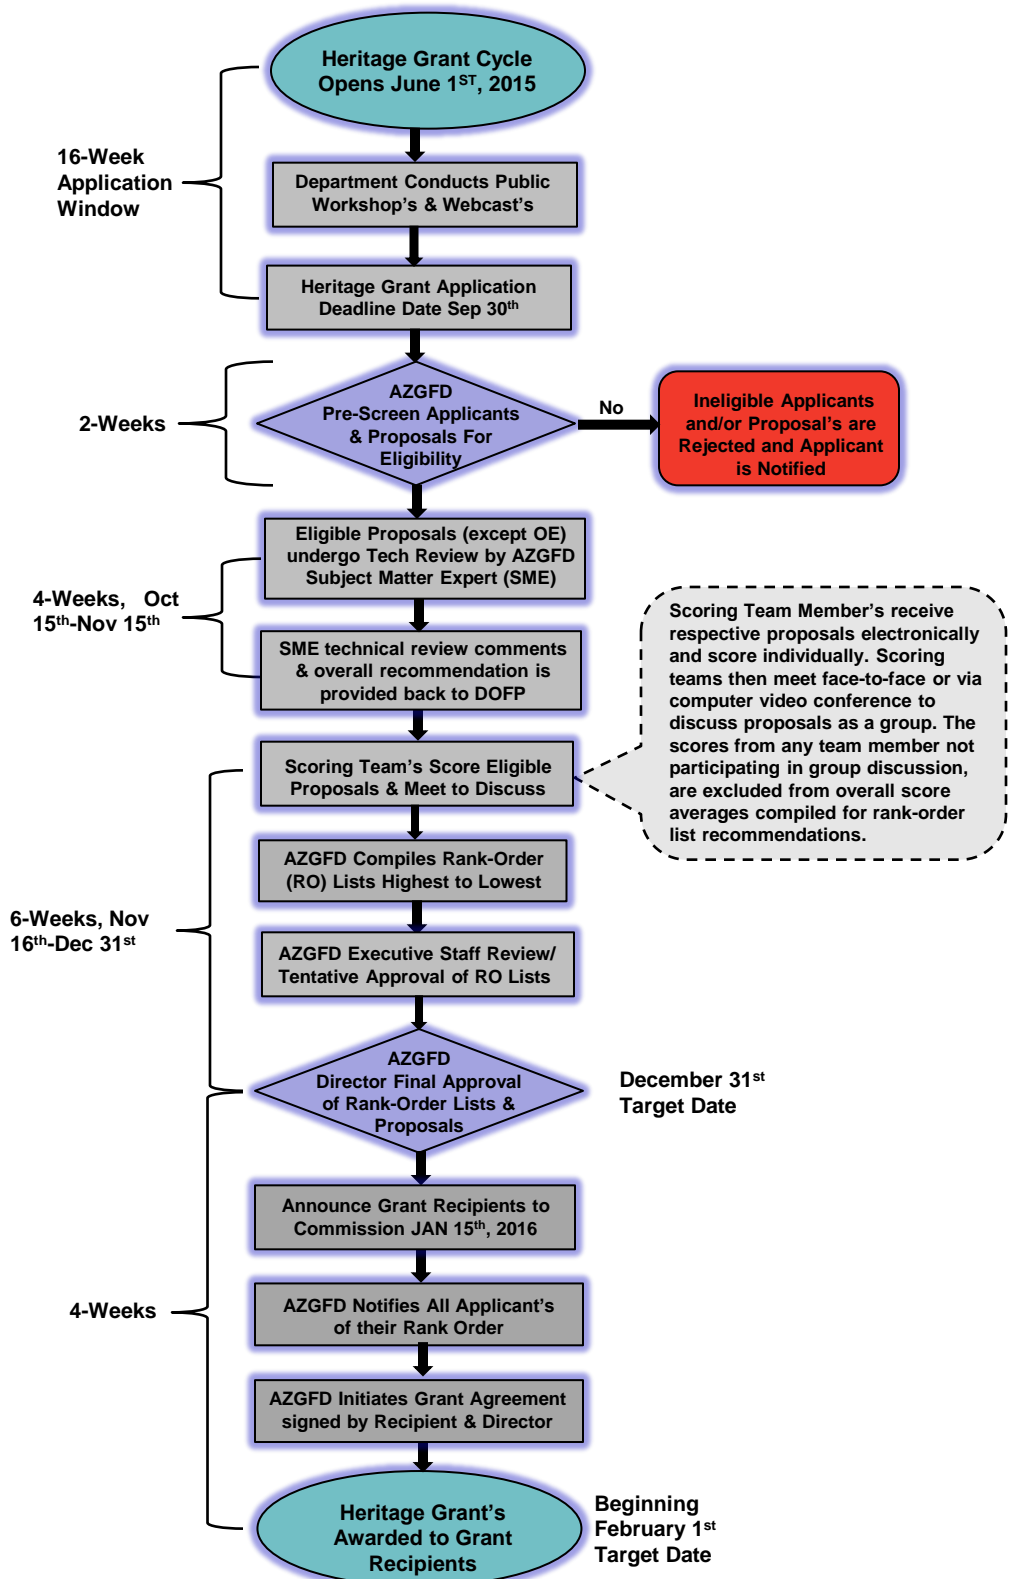 Heritage Grant Cycle
Opens June 1ST, 2015
16-Week
Application
Window
Department Conducts Public
Workshop's & Webcast's
Heritage Grant Application
Deadline Date Sep 30th
2-Weeks
AZGFD
Pre-Screen Applicants
& Proposals For
Eligibility
No
Ineligible Applicants
and/or Proposal's are
Rejected and Applicant
is Notified
4-Weeks, Oct
15th-Nov 15th
Eligible Proposals (except OE)
undergo Tech Review by AZGFD
Subject Matter Expert (SME)
SME technical review comments
& overall recommendation is
provided back to DOFP
Scoring Team Member's receive
respective proposals electronically
and score individually. Scoring
teams then meet face-to-face or via
computer video conference to
discuss proposals as a group. The
scores from any team member not
participating in group discussion,
are excluded from overall score
averages compiled for rank-order
list recommendations.
Scoring Team's Score Eligible
Proposals & Meet to Discuss
AZGFD Compiles Rank-Order
(RO) Lists Highest to Lowest
6-Weeks, Nov
16th-Dec 31st
AZGFD Executive Staff Review/
Tentative Approval of RO Lists
AZGFD
Director Final Approval
of Rank-Order Lists &
Proposals
December 31st
Target Date
Announce Grant Recipients to
Commission JAN 15th, 2016
4-Weeks
AZGFD Notifies All Applicant's
of their Rank Order
AZGFD Initiates Grant Agreement
signed by Recipient & Director
Heritage Grant's
Awarded to Grant
Recipients
Beginning
February 1st
Target Date